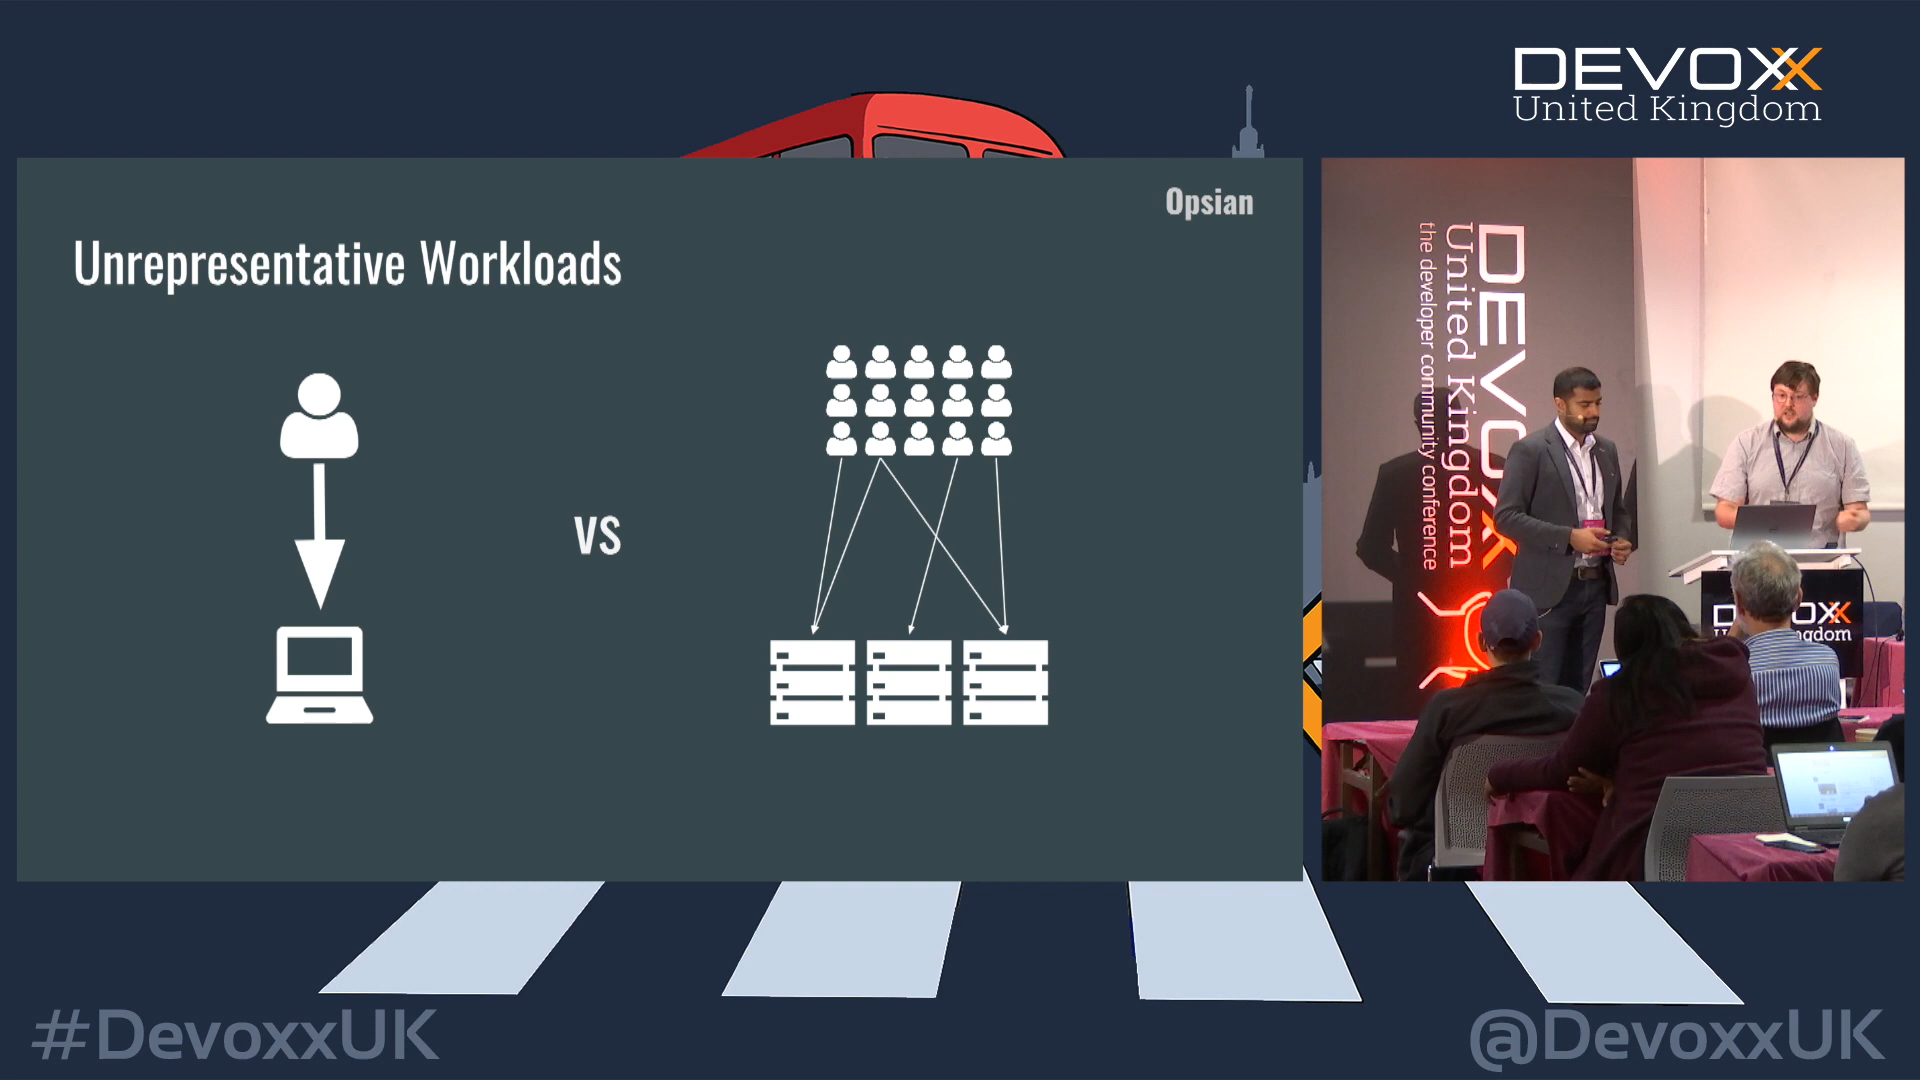 DEVOXX
United Kingdom
Opsian
Unrepresentative Workloads
VS
DEVOXX
United Kingdom
the developer community conference
#DevoxxUK
@DevoxxUK